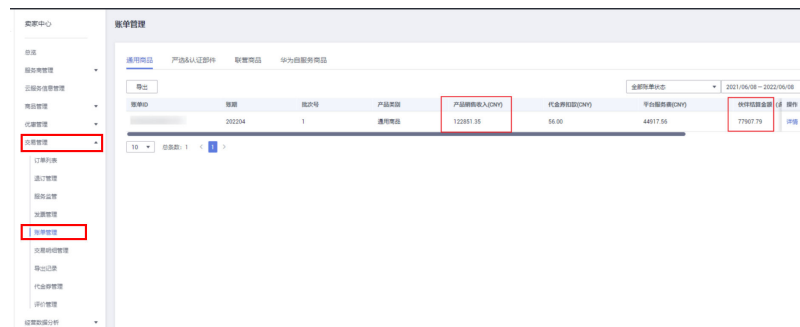 卖家中心
账单管理
总览
服务商管理
云服务信息管理
商品管理
优惠管理
交易管理
订单列表
退订管理
服务监管
发票管理
账单管理
交易明细管理
导出记录
代金券管理
评价管理
经营数据分析
通用商品 严选&认证部件 联营商品 华为自服务商品
导出 全部账单状态 2021/06/08 – 2022/06/08
账单ID 账期 批次号 产品类别 产品销售收入(CNY) 代金券扣款(CNY) 平台服务费(CNY) 伙伴结算金额 操作
202204 1 通用商品 122851.35 56.00 44917.56 77907.79 详情
10 总条数: 1 < 1 >